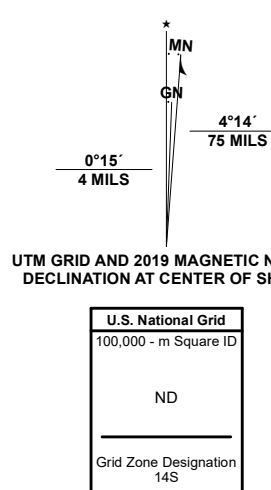 ★
MN
GN
4°14´
75 MILS
0°15´
4 MILS
UTM GRID AND 2019 MAGNETIC N
DECLINATION AT CENTER OF SH
U.S. National Grid
100,000 - m Square ID
ND
Grid Zone Designation
14S